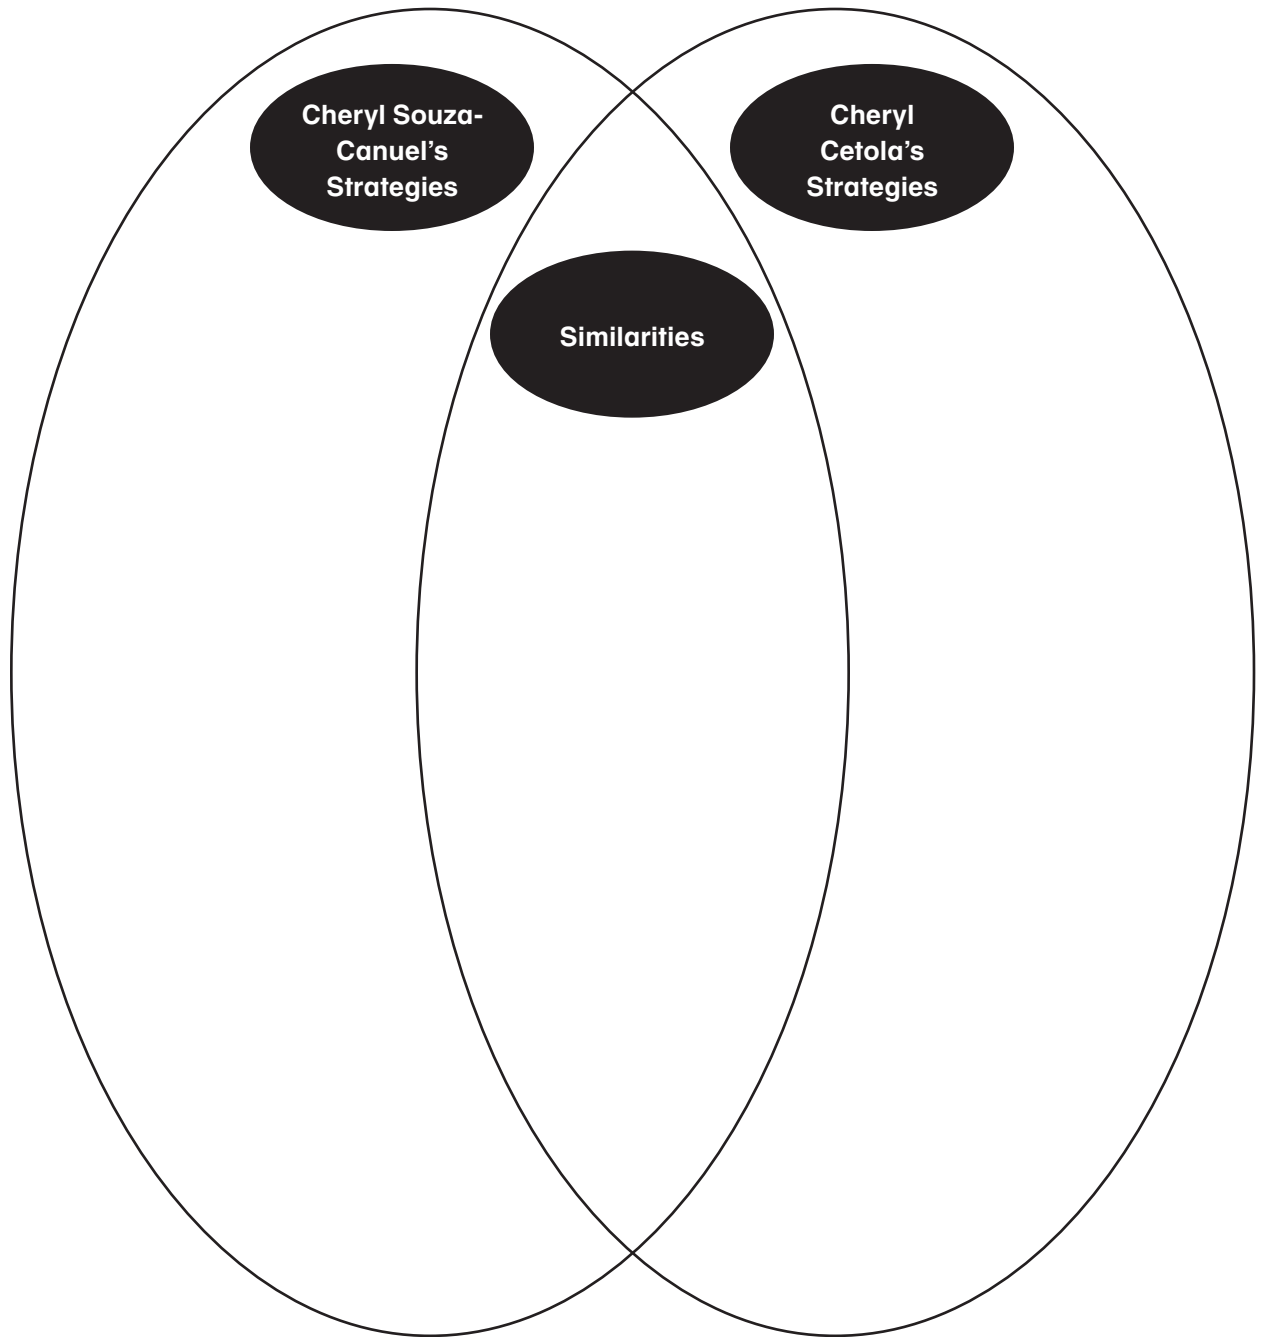 Cheryl Souza-
Canuel’s
Strategies
Cheryl
Cetola’s
Strategies
Similarities